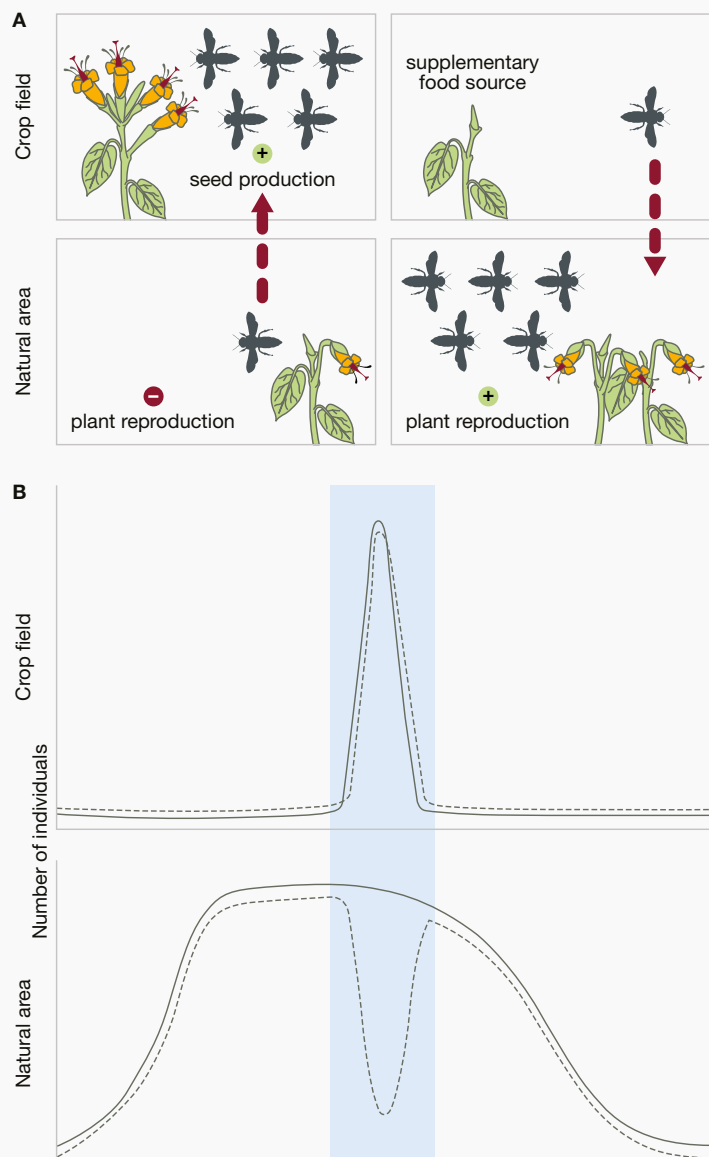 A
Crop field
+
seed production
supplementary
food source
Natural area
−
plant reproduction
+
plant reproduction
B
Crop field
Number of individuals
Natural area